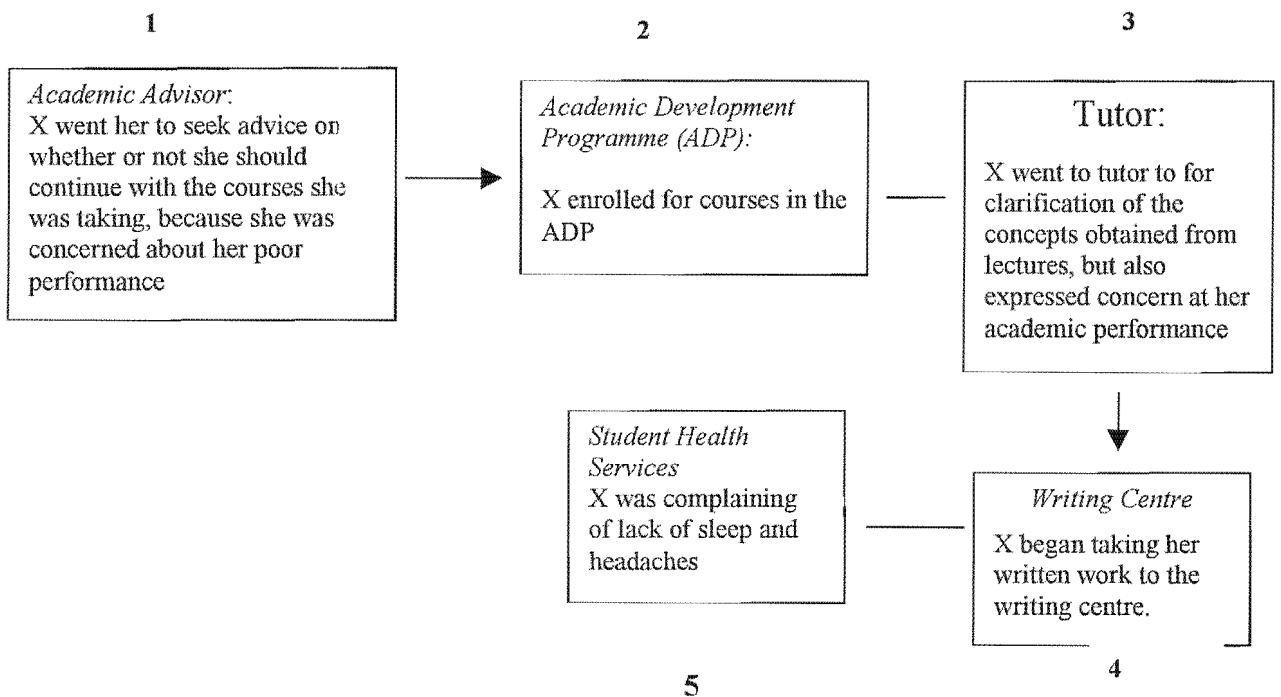 1
Academic Advisor:
X went her to seek advice on
whether or not she should
continue with the courses she
was taking, because she was
concerned about her poor
performance
2
Academic Development
Programme (ADP):
X enrolled for courses in the
ADP
3
Tutor:
X went to tutor to for
clarification of the
concepts obtained from
lectures, but also
expressed concern at her
academic performance
Writing Centre
X began taking her
written work to the
writing centre.
4
Student Health
Services
X was complaining
of lack of sleep and
headaches
5